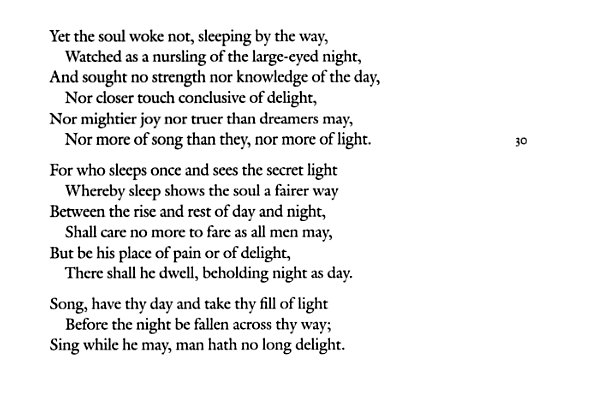 Yet the soul woke not, sleeping by the way,
Watched as a nursling of the large-eyed night,
And sought no strength nor knowledge of the day,
Nor closer touch conclusive of delight,
Nor mightier joy nor truer than dreamers may,
Nor more of song than they, nor more of light. 30
For who sleeps once and sees the secret light
Whereby sleep shows the soul a fairer way
Between the rise and rest of day and night,
Shall care no more to fare as all men may,
But be his place of pain or of delight,
There shall he dwell, beholding night as day.
Song, have thy day and take thy fill of light
Before the night be fallen across thy way;
Sing while he may, man hath no long delight.